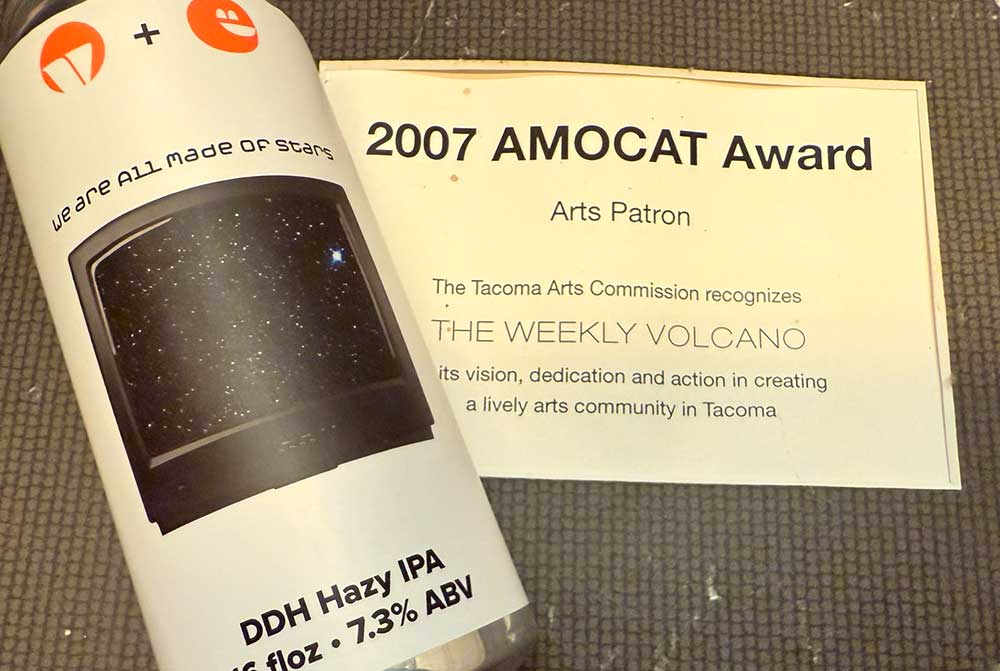 + e
we are All made of stars
DDH Hazy IPA
16 floz • 7.3% ABV
2007 AMOCAT Award
Arts Patron
The Tacoma Arts Commission recognizes
THE WEEKLY VOLCANO
its vision, dedication and action in creating
a lively arts community in Tacoma